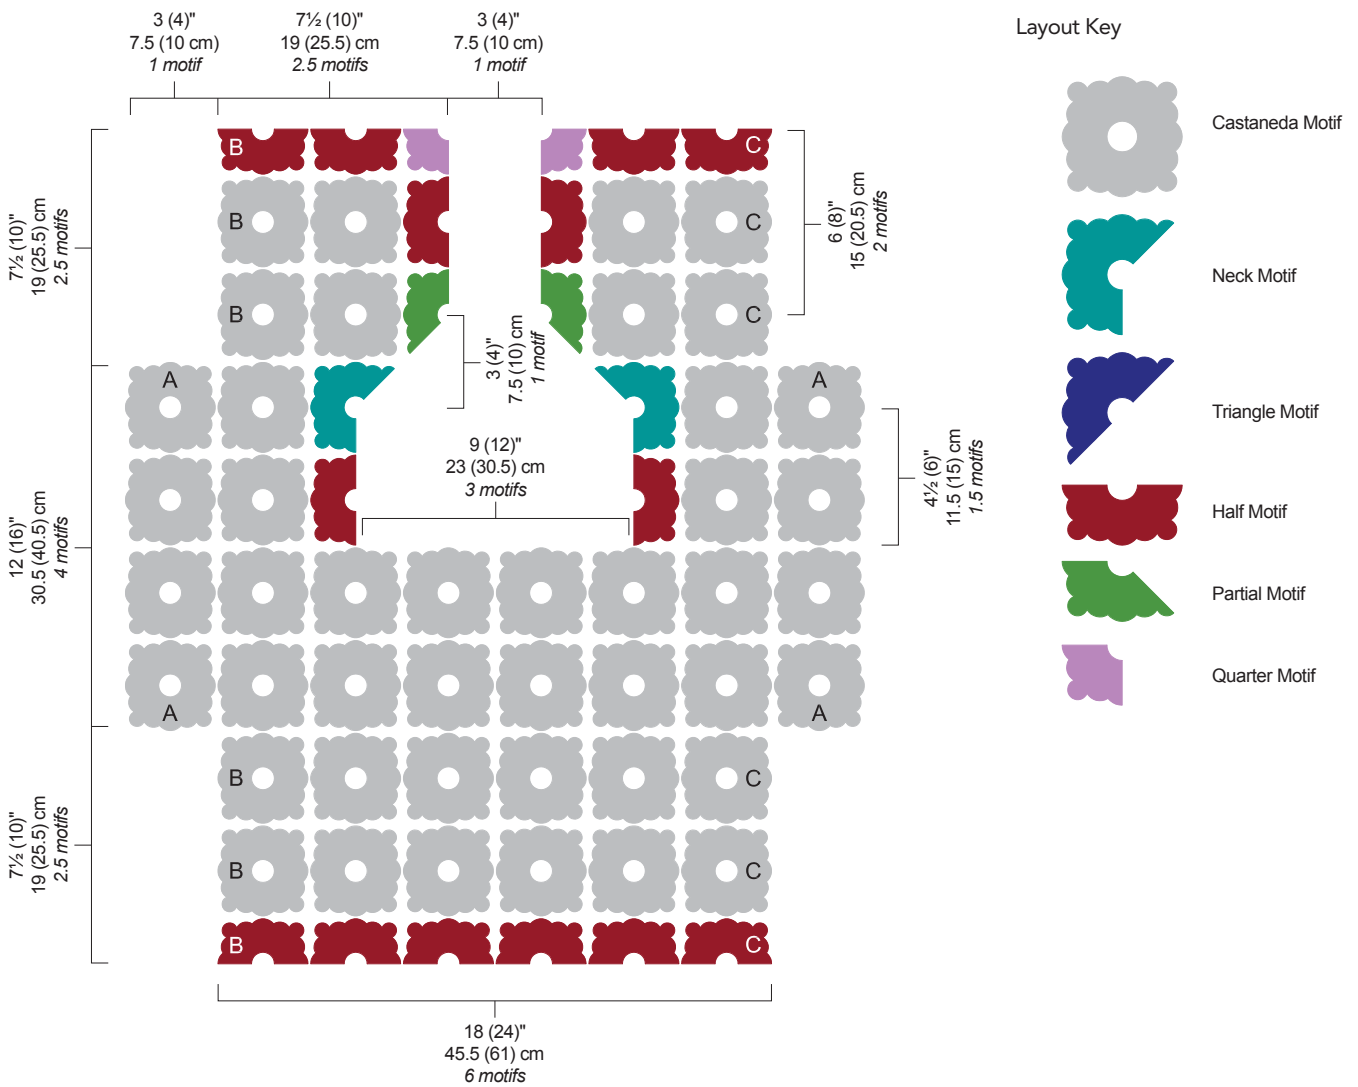 3 (4)"
7.5 (10 cm)
1 motif
7½ (10)"
19 (25.5) cm
2.5 motifs
3 (4)"
7.5 (10 cm)
1 motif
Layout Key
Castaneda Motif
Neck Motif
Triangle Motif
Half Motif
Partial Motif
Quarter Motif
B
C
7½ (10)"
19 (25.5) cm
2.5 motifs
B
C
6 (8)"
15 (20.5) cm
2 motifs
B
C
3 (4)"
7.5 (10) cm
1 motif
A
A
9 (12)"
23 (30.5) cm
3 motifs
4½ (6)"
11.5 (15) cm
1.5 motifs
12 (16)"
30.5 (40.5) cm
4 motifs
A
A
B
C
7½ (10)"
19 (25.5) cm
2.5 motifs
B
C
B
C
18 (24)"
45.5 (61) cm
6 motifs